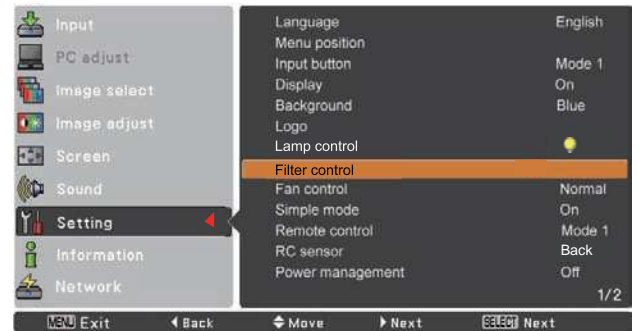 Input
PC adjust
Image select
Image adjust
Screen
Sound
Setting
Information
Network
Language English
Menu position
Input button Mode 1
Display On
Background Blue
Logo
Lamp control
Filter control
Fan control Normal
Simple mode On
Remote control Mode 1
RC sensor Back
Power management Off
1/2
MENU Exit Back Move Next SELECT Next